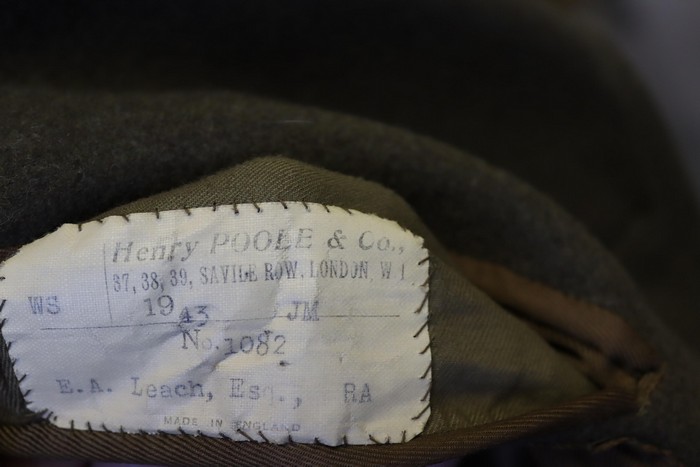 Henry POOLE & Co.,
37, 38, 39, SAVILE ROW, LONDON, W 1
WS 1943 JM
No. 1082
E.A. Leach, Esq., RA
MADE IN ENGLAND